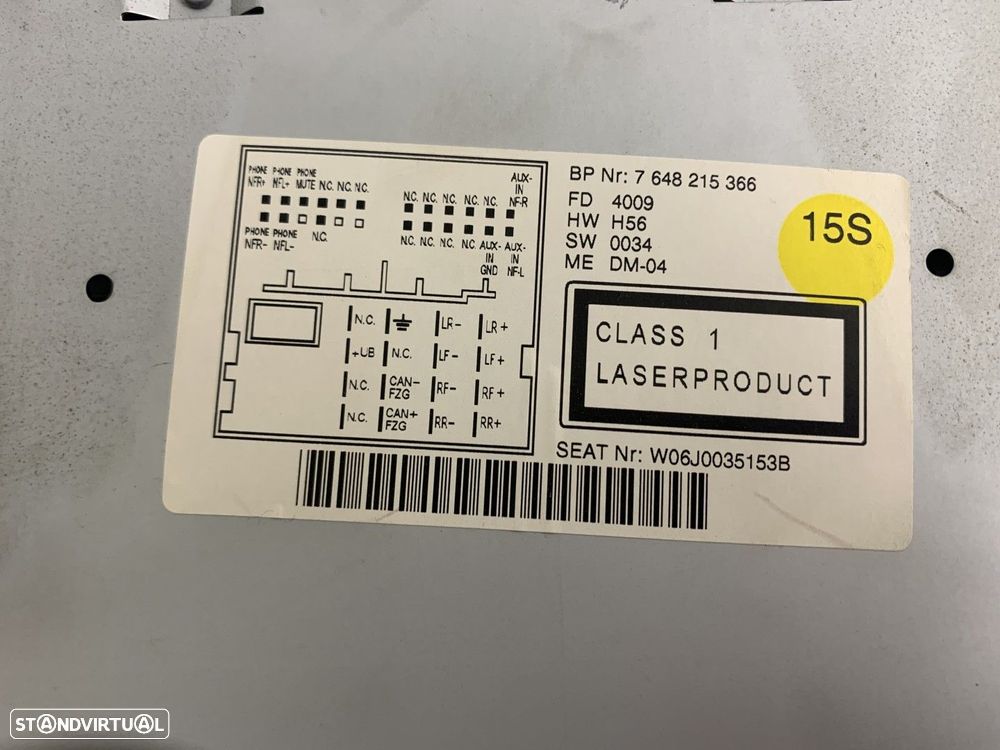 PHONE PHONE PHONE
NFR+ NFL+ MUTE N.C. N.C. N.C.
PHONE PHONE
NFR- NFL-
N.C.
AUX-
IN
NF-R
N.C. N.C. N.C. N.C. N.C.
N.C. N.C. N.C. N.C. AUX- AUX-
IN IN
GND NF-L
N.C. LR- LR+
+UB N.C. LF- LF+
N.C. CAN- RF- RF+
FZG
N.C. CAN+ RR- RR+
FZG
BP Nr: 7 648 215 366
FD 4009
HW H56
SW 0034
ME DM-04
15S
CLASS 1
LASERPRODUCT
SEAT Nr: W06J0035153B
STANDVIRTUAL